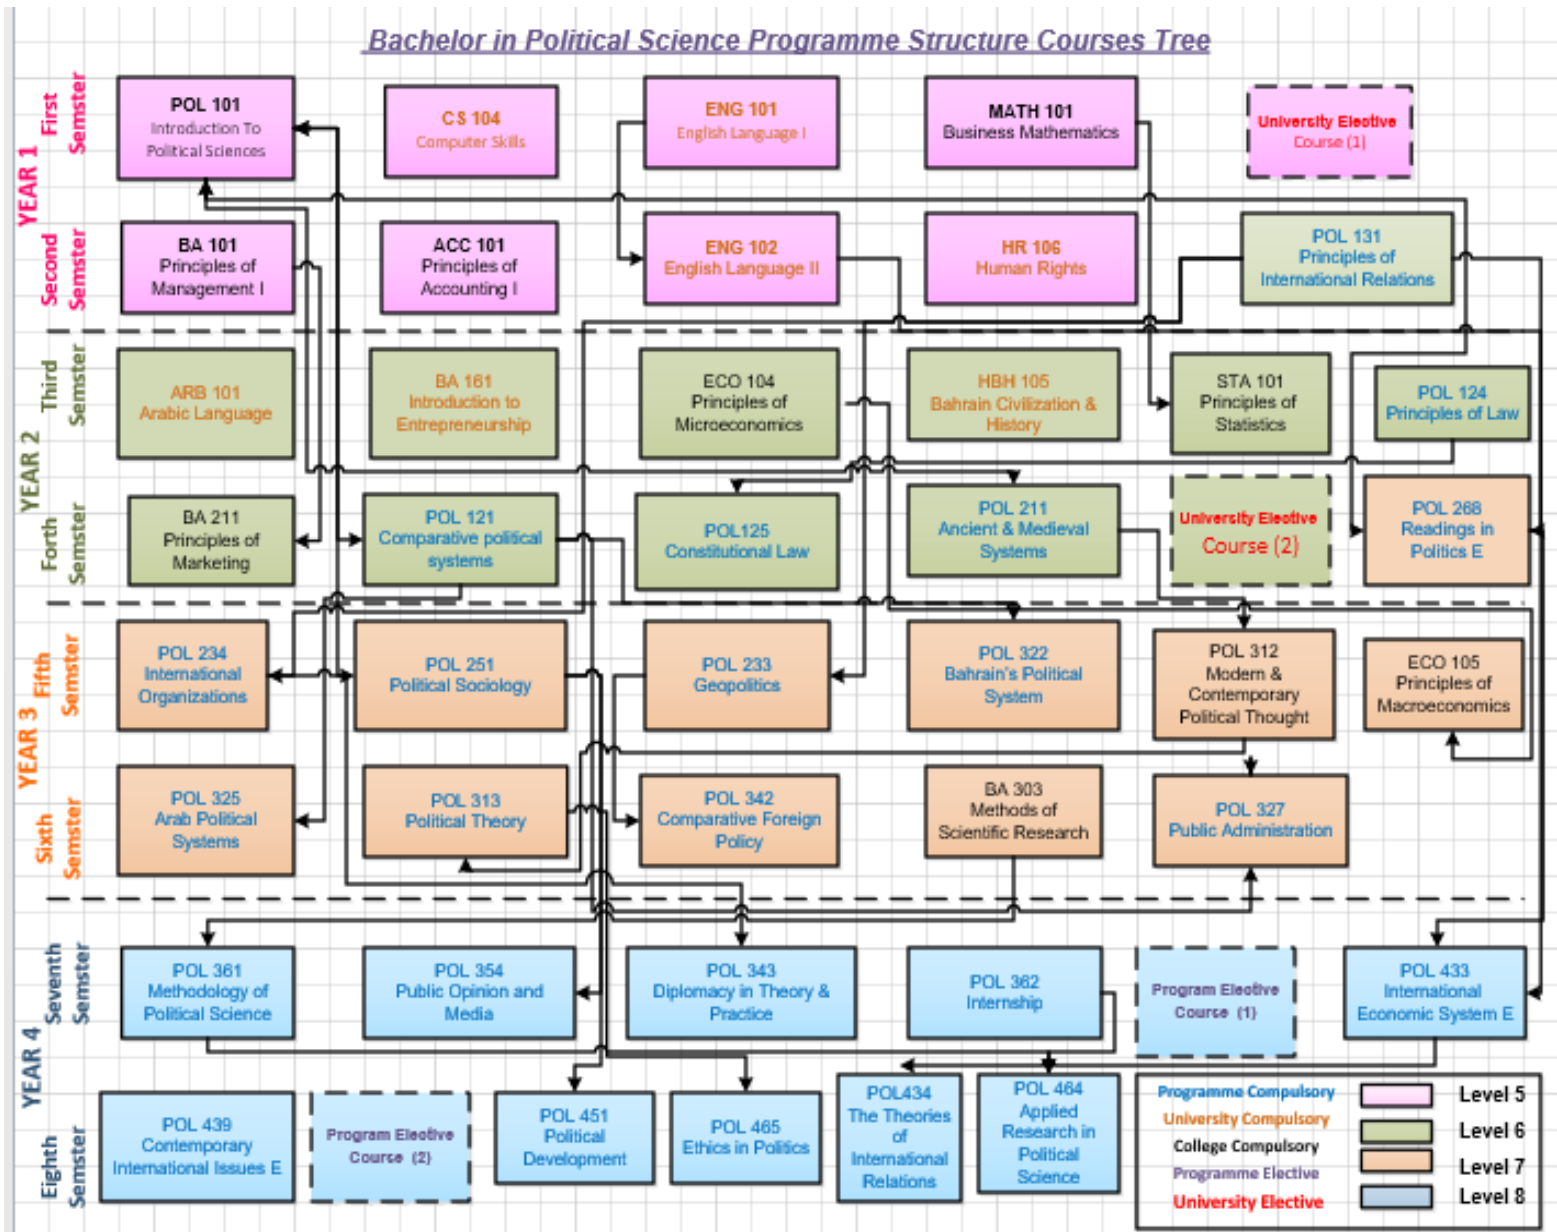 Bachelor in Political Science Programme Structure Courses Tree
YEAR 1
First
Semster
POL 101
Introduction To
Political Sciences
CS 104
Computer Skills
ENG 101
English Language I
MATH 101
Business Mathematics
University Elective
Course (1)
Second
Semster
BA 101
Principles of
Management I
ACC 101
Principles of
Accounting I
ENG 102
English Language II
HR 106
Human Rights
POL 131
Principles of
International Relations
YEAR 2
Third
Semster
ARB 101
Arabic Language
BA 161
Introduction to
Entrepreneurship
ECO 104
Principles of
Microeconomics
HBH 105
Bahrain Civilization &
History
STA 101
Principles of
Statistics
POL 124
Principles of Law
Forth
Semster
BA 211
Principles of
Marketing
POL 121
Comparative political
systems
POL125
Constitutional Law
POL 211
Ancient & Medieval
Systems
University Elective
Course (2)
POL 268
Readings in
Politics E
YEAR 3
Fifth
Semster
POL 234
International
Organizations
POL 251
Political Sociology
POL 233
Geopolitics
POL 322
Bahrain's Political
System
POL 312
Modern &
Contemporary
Political Thought
ECO 105
Principles of
Macroeconomics
Sixth
Semster
POL 325
Arab Political
Systems
POL 313
Political Theory
POL 342
Comparative Foreign
Policy
BA 303
Methods of
Scientific Research
POL 327
Public Administration
YEAR 4
Seventh
Semster
POL 361
Methodology of
Political Science
POL 354
Public Opinion and
Media
POL 343
Diplomacy in Theory &
Practice
POL 362
Internship
Program Elective
Course (1)
POL 433
International
Economic System E
Eighth
Semster
POL 439
Contemporary
International Issues E
Program Elective
Course (2)
POL 451
Political
Development
POL 465
Ethics in Politics
POL434
The Theories
of
International
Relations
POL 464
Applied
Research in
Political
Science
Programme Compulsory
University Compulsory
College Compulsory
Programme Elective
University Elective
Level 5
Level 6
Level 7
Level 8